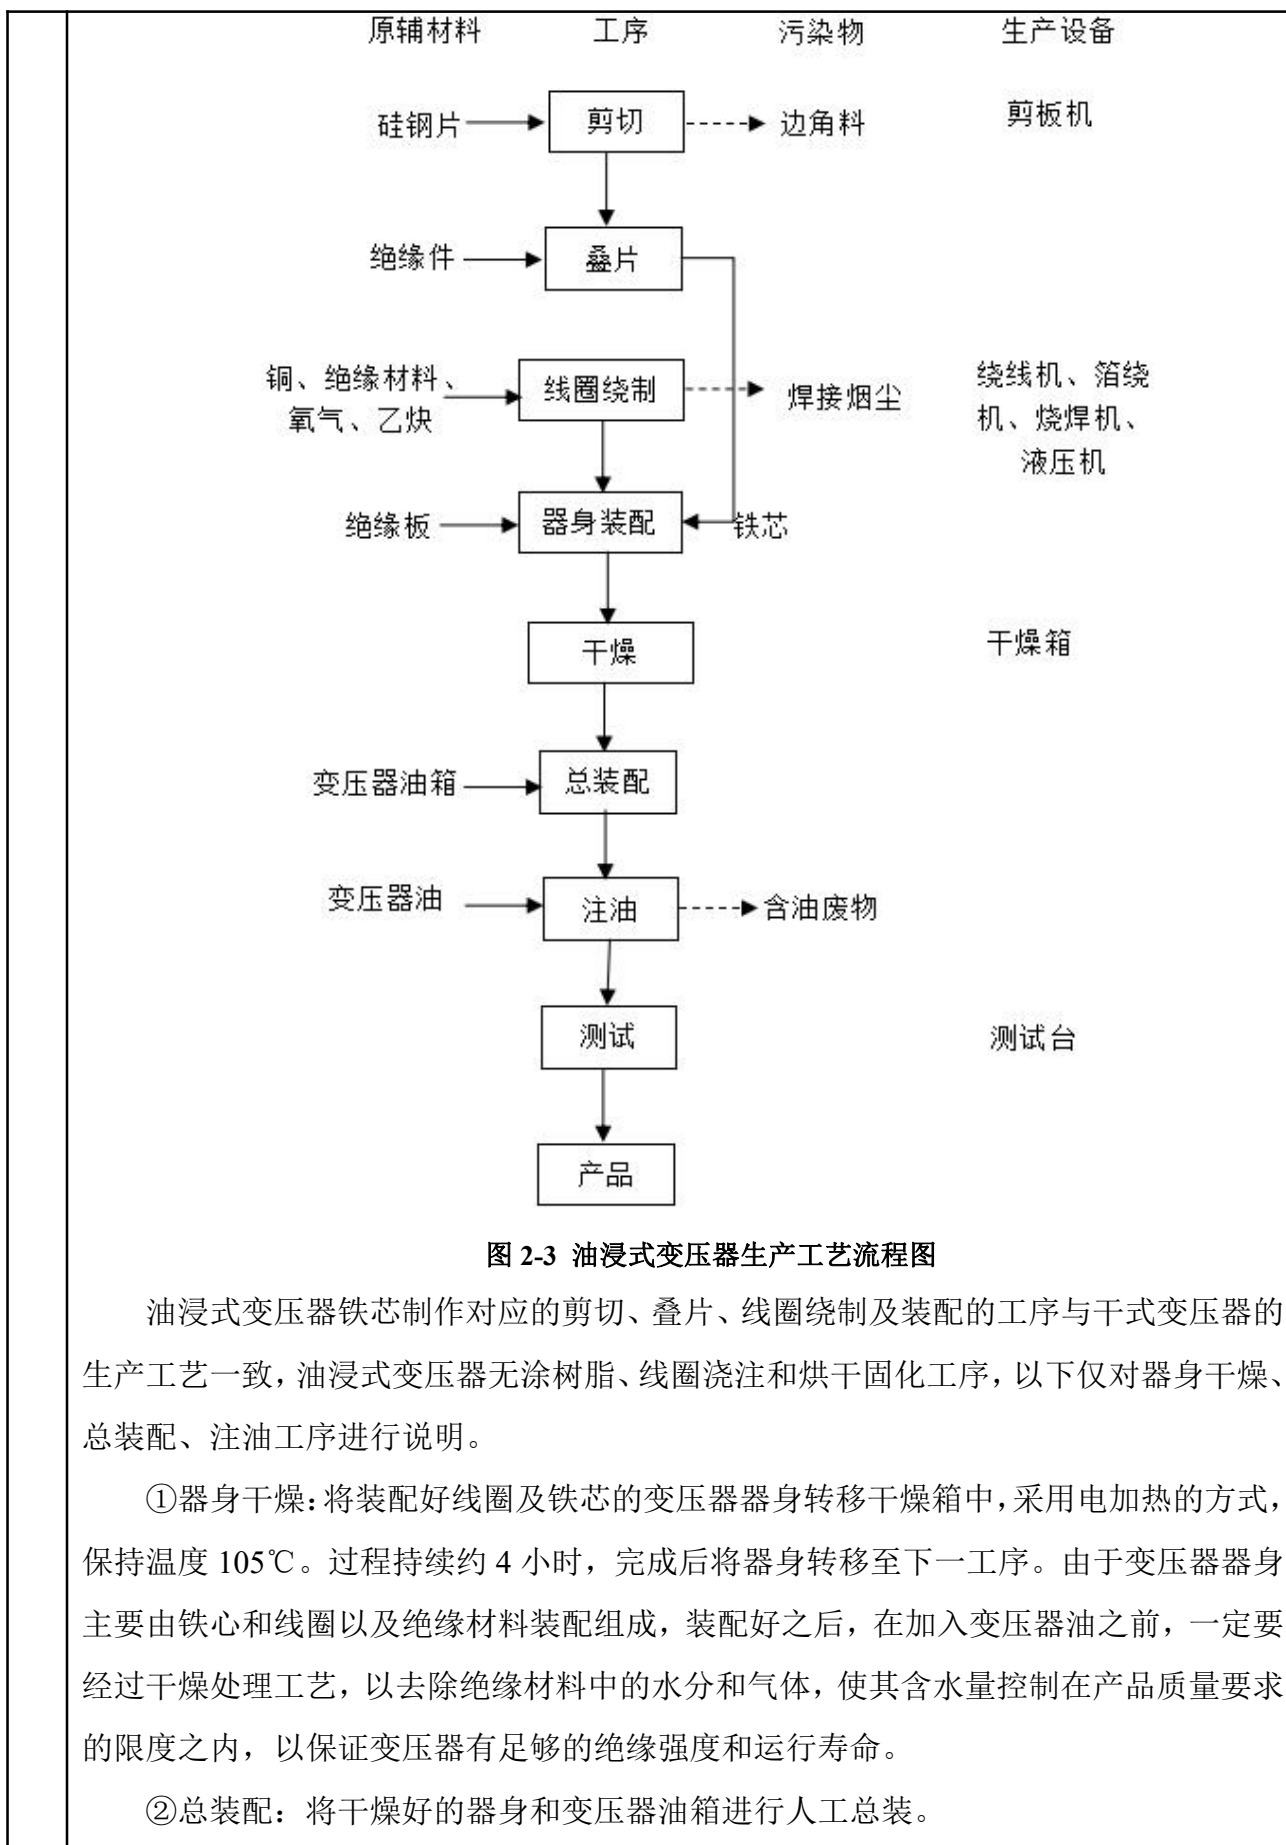 原辅材料 工序 污染物 生产设备
硅钢片 剪切 边角料 剪板机
绝缘件 叠片
铜、绝缘材料、
氧气、乙炔
线圈绕制 焊接烟尘
绕线机、箔绕
机、烧焊机、
液压机
绝缘板 器身装配 铁芯
干燥 干燥箱
变压器油箱 总装配
变压器油 注油 含油废物
测试 测试台
产品
图 2-3 油浸式变压器生产工艺流程图
油浸式变压器铁芯制作对应的剪切、叠片、线圈绕制及装配的工序与干式变压器的
生产工艺一致，油浸式变压器无涂树脂、线圈浇注和烘干固化工序，以下仅对器身干燥、
总装配、注油工序进行说明。
①器身干燥：将装配好线圈及铁芯的变压器器身转移干燥箱中，采用电加热的方式，
保持温度 105℃。过程持续约 4 小时，完成后将器身转移至下一工序。由于变压器器身
主要由铁心和线圈以及绝缘材料装配组成，装配好之后，在加入变压器油之前，一定要
经过干燥处理工艺，以去除绝缘材料中的水分和气体，使其含水量控制在产品质量要求
的限度之内，以保证变压器有足够的绝缘强度和运行寿命。
②总装配：将干燥好的器身和变压器油箱进行人工总装。